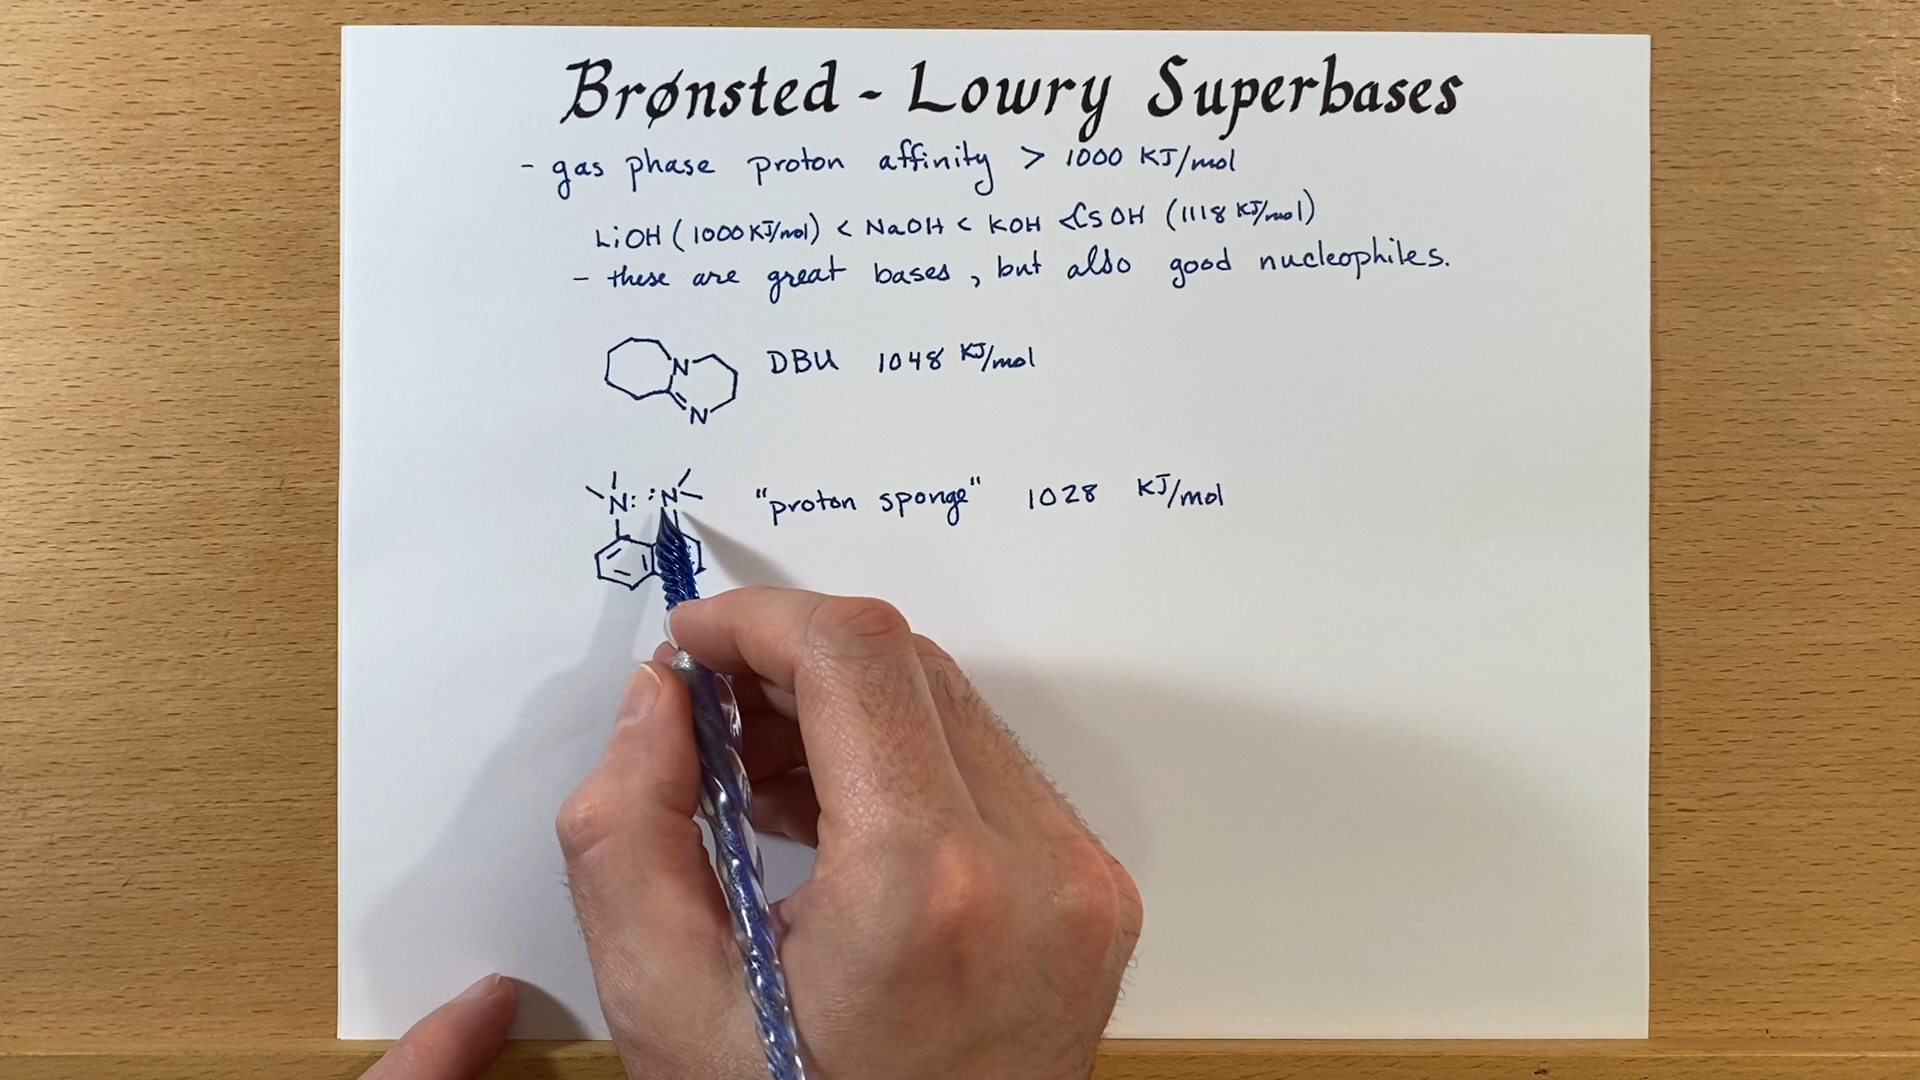 Brønsted - Lowry Superbases
- gas phase proton affinity > 1000 KJ/mol
LiOH (1000 KJ/mol) < NaOH < KOH < CsOH (1118 KJ/mol)
- these are great bases, but also good nucleophiles.
N DBU 1048 KJ/mol
N
N: :N "proton sponge" 1028 KJ/mol